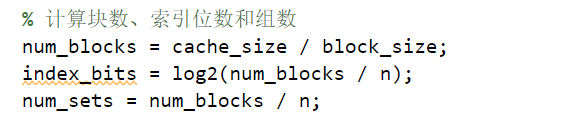 % 计算块数、索引位数和组数
num_blocks = cache_size / block_size;
index_bits = log2(num_blocks / n);
num_sets = num_blocks / n;